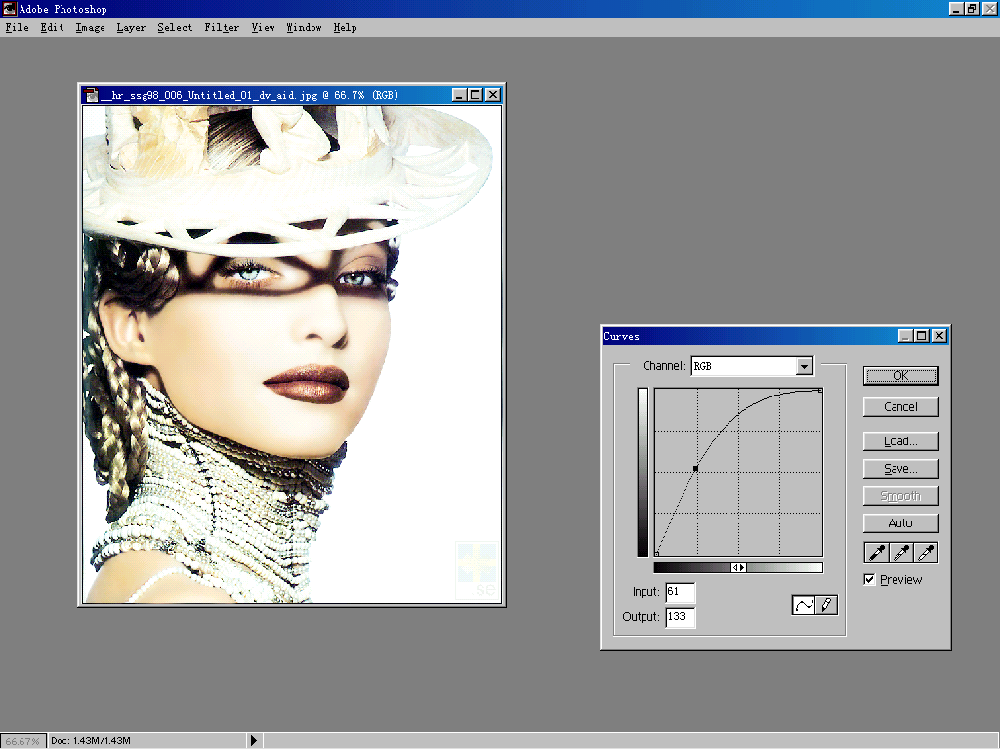 Adobe Photoshop
File Edit Image Layer Select Filter View Window Help
__hr_ssg98_006_Untitled_01_dv_aid.jpg @ 66.7% (RGB)
SG
Curves
Channel: RGB
OK
Cancel
Load...
Save...
Smooth
Auto
Preview
Input: 61
Output: 133
66.67% Doc: 1.43M/1.43M